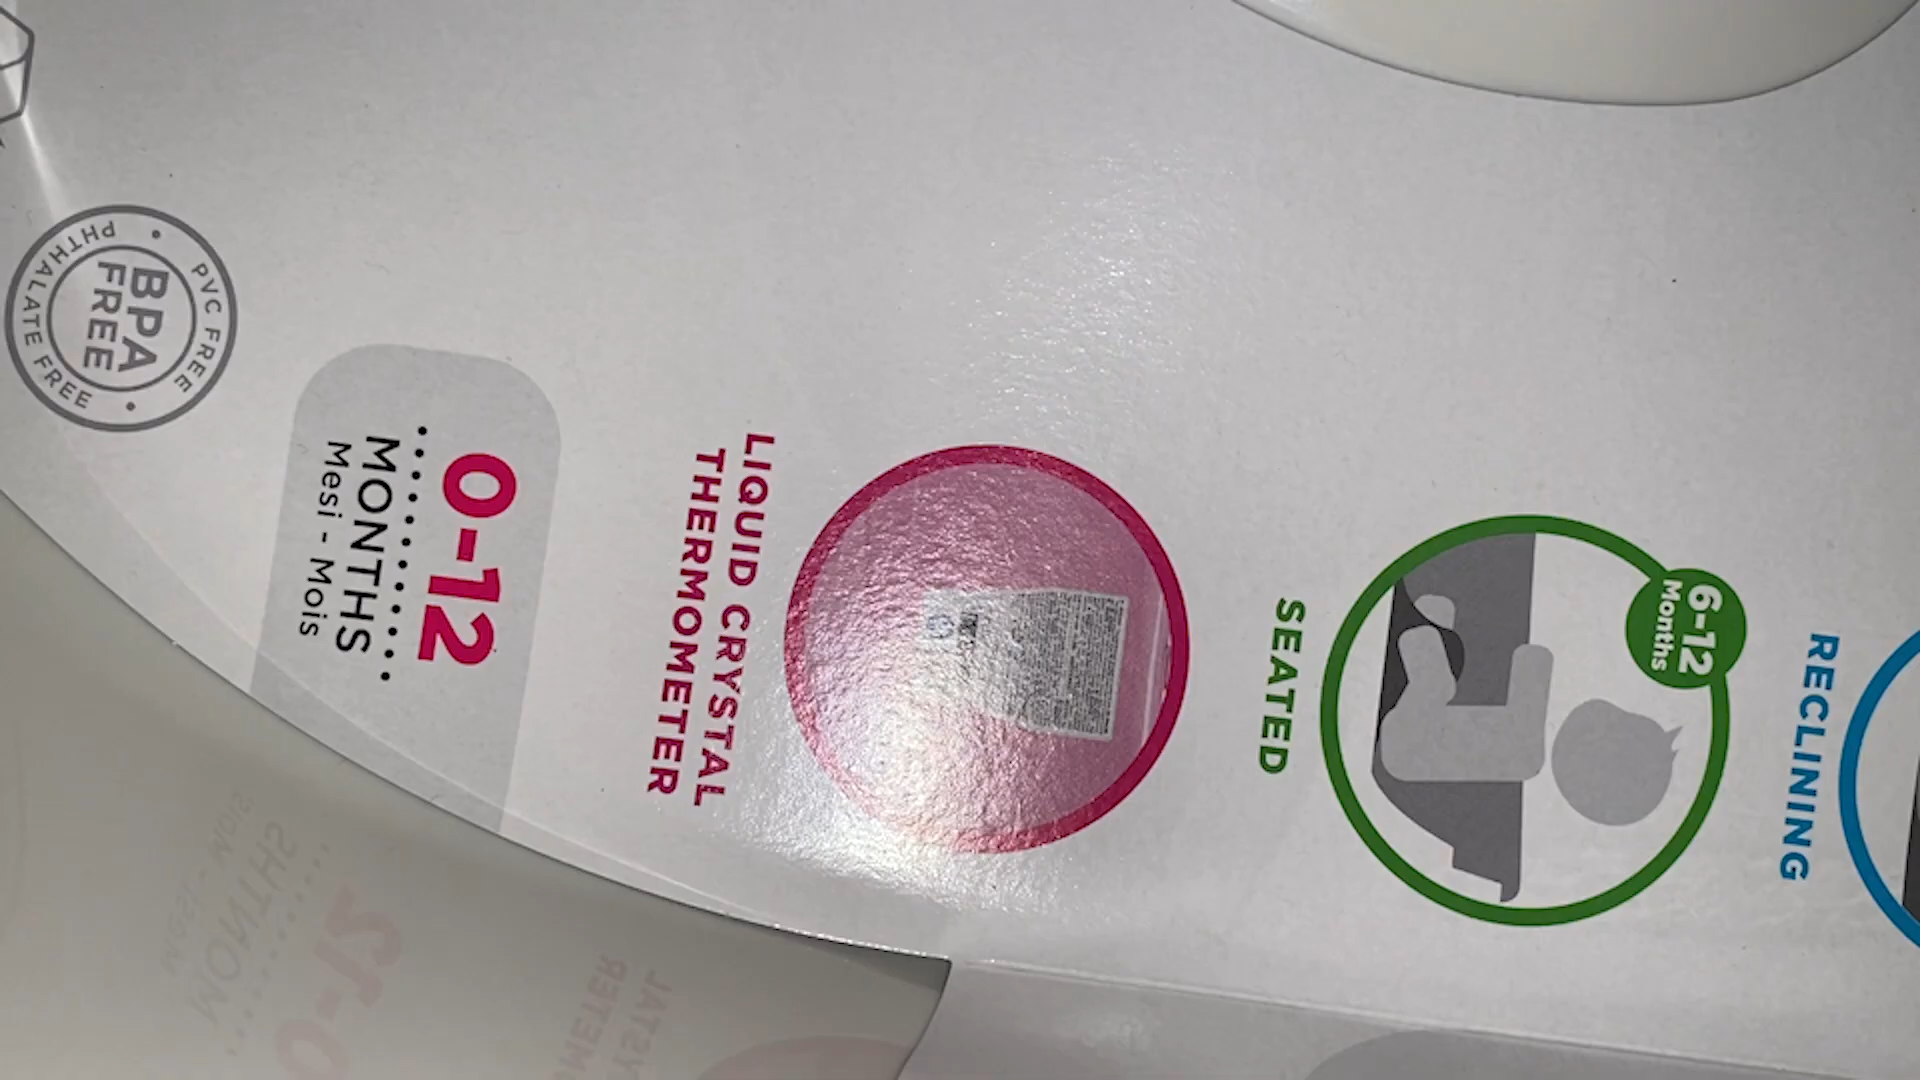 PVC FREE
PHTHALATE FREE
BPA
FREE
0-12
MONTHS
Mesi - Mois
LIQUID CRYSTAL
THERMOMETER
6-12
Months
SEATED
RECLINING